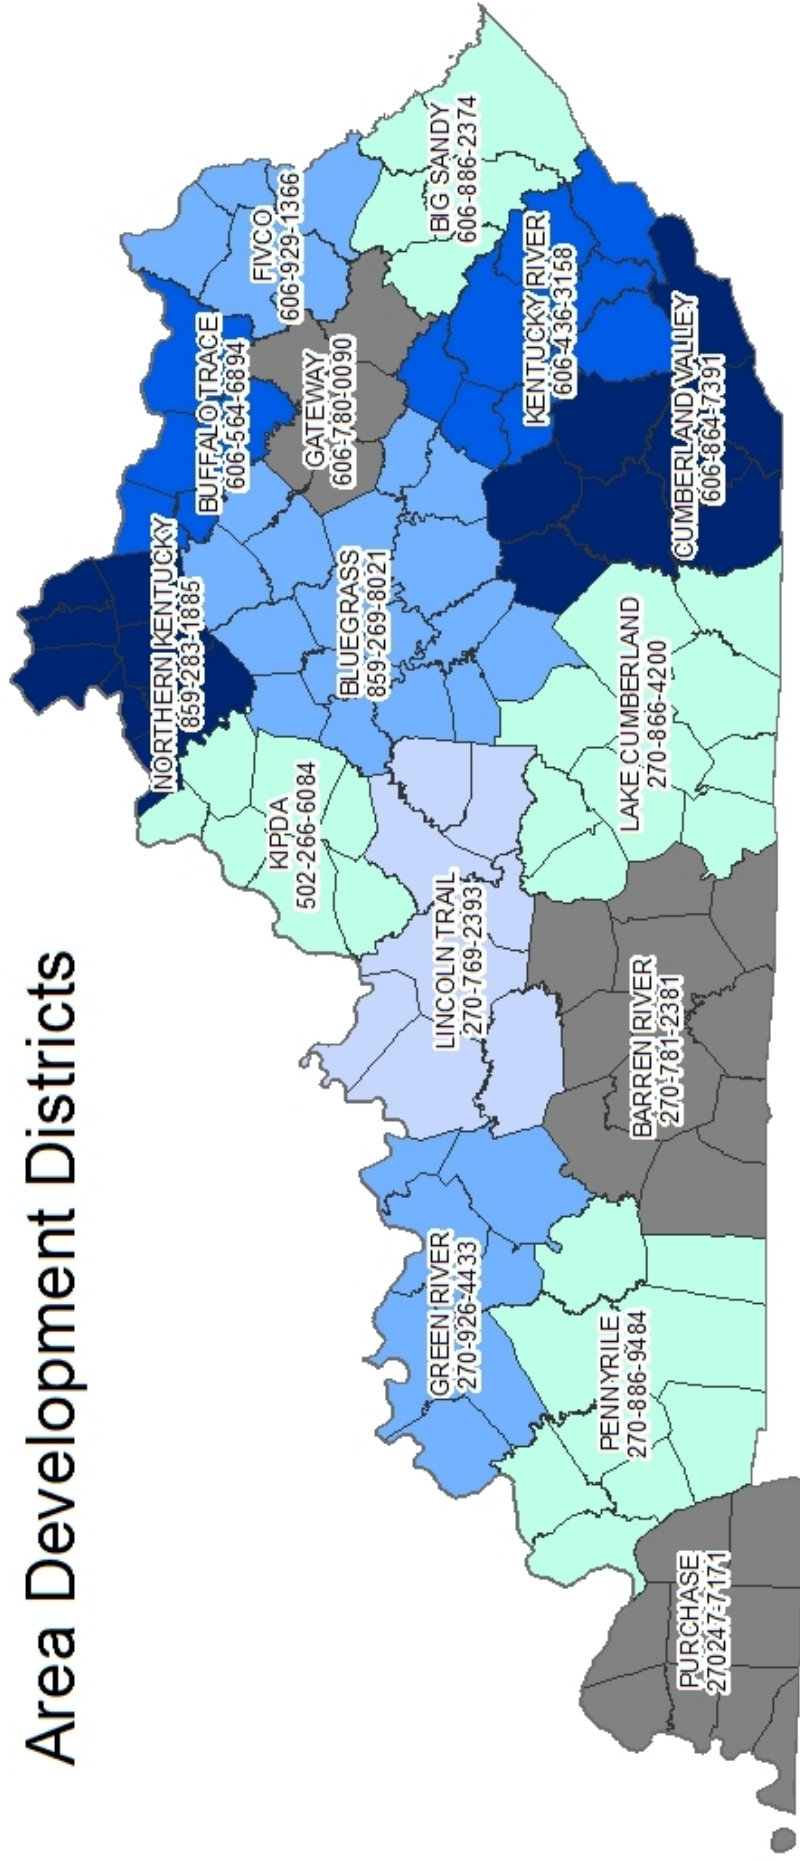 Area Development Districts
NORTHERN KENTUCKY
859-283-1885
BUFFALO TRACE
606-564-6894
FIVCO
606-929-1366
KIPDA
502-266-6084
GATEWAY
606-780-0090
BLUEGRASS
859-269-8021
BIG SANDY
606-886-2374
GREEN RIVER
270-926-4433
LINCOLN TRAIL
270-769-2393
KENTUCKY RIVER
606-436-3158
PENNYRILE
270-886-9484
BARREN RIVER
270-781-2381
LAKE CUMBERLAND
270-866-4200
CUMBERLAND VALLEY
606-864-7391
PURCHASE
270247-7171